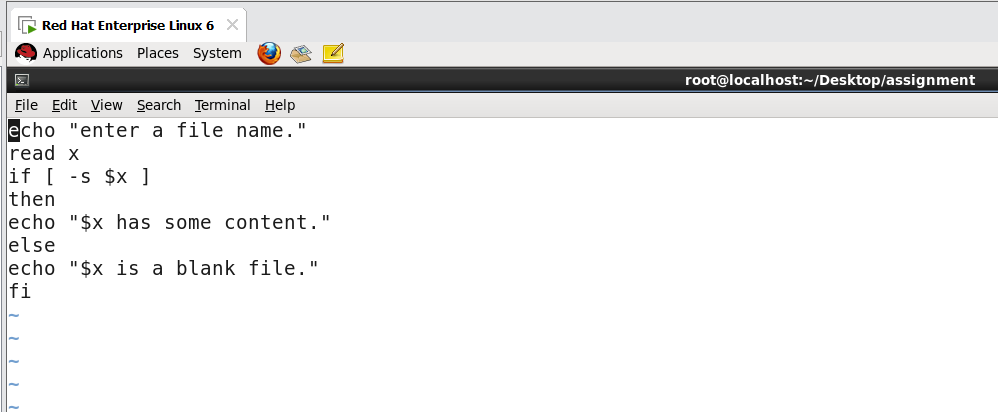 Red Hat Enterprise Linux 6
Applications Places System
root@localhost:~/Desktop/assignment
File Edit View Search Terminal Help
echo "enter a file name."
read x
if [ -s $x ]
then
echo "$x has some content."
else
echo "$x is a blank file."
fi
~
~
~
~
~